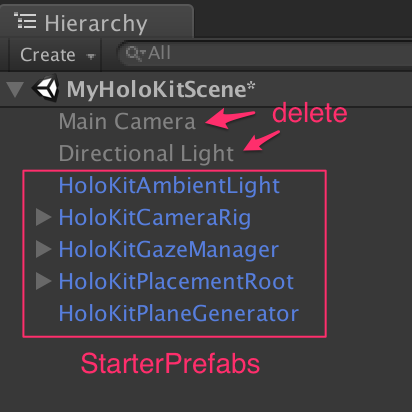 Hierarchy
Create All
MyHoloKitScene*
Main Camera
delete
Directional Light
HoloKitAmbientLight
HoloKitCameraRig
HoloKitGazeManager
HoloKitPlacementRoot
HoloKitPlaneGenerator
StarterPrefabs